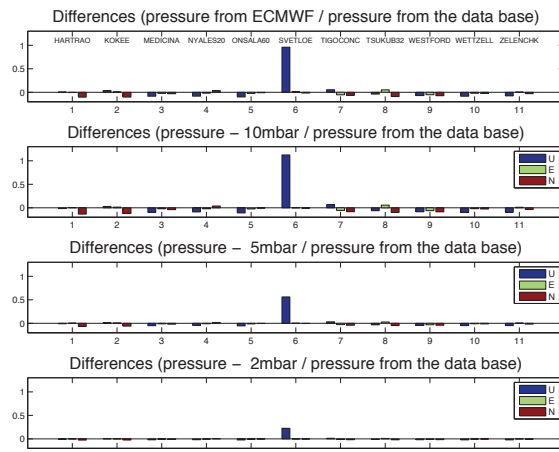 Differences (pressure from ECMWF / pressure from the data base)
HARTRAO KOKEE MEDICINA NYALES20 ONSALA60 SVETLOE TIGOCONC TSUKUB32 WESTFORD WETTZELL ZELENCHK
1
0.5
0
1 2 3 4 5 6 7 8 9 10 11
Differences (pressure – 10mbar / pressure from the data base)
1
0.5
0
U
E
N
1 2 3 4 5 6 7 8 9 10 11
Differences (pressure – 5mbar / pressure from the data base)
1
0.5
0
U
E
N
1 2 3 4 5 6 7 8 9 10 11
Differences (pressure – 2mbar / pressure from the data base)
1
0.5
0
U
E
N